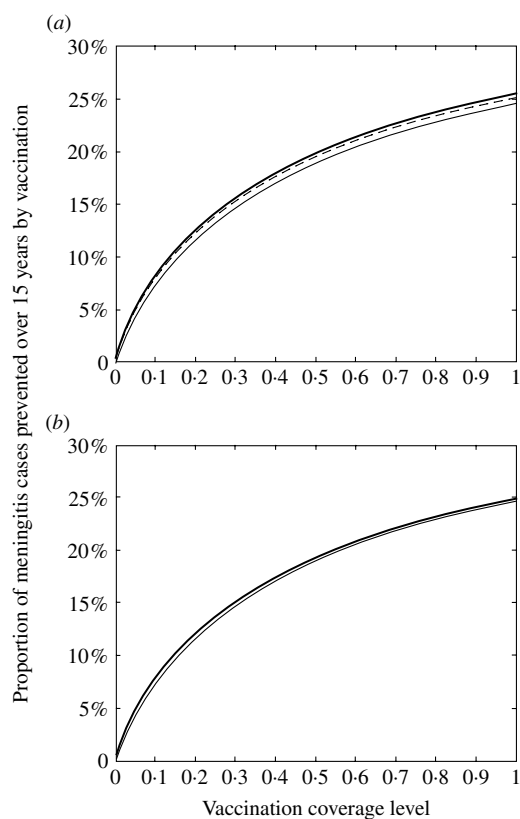 (a)
30%
25%
20%
15%
10%
5%
0
0 0·1 0·2 0·3 0·4 0·5 0·6 0·7 0·8 0·9 1
Proportion of meningitis cases prevented over 15 years by vaccination
(b)
30%
25%
20%
15%
10%
5%
0
0 0·1 0·2 0·3 0·4 0·5 0·6 0·7 0·8 0·9 1
Vaccination coverage level